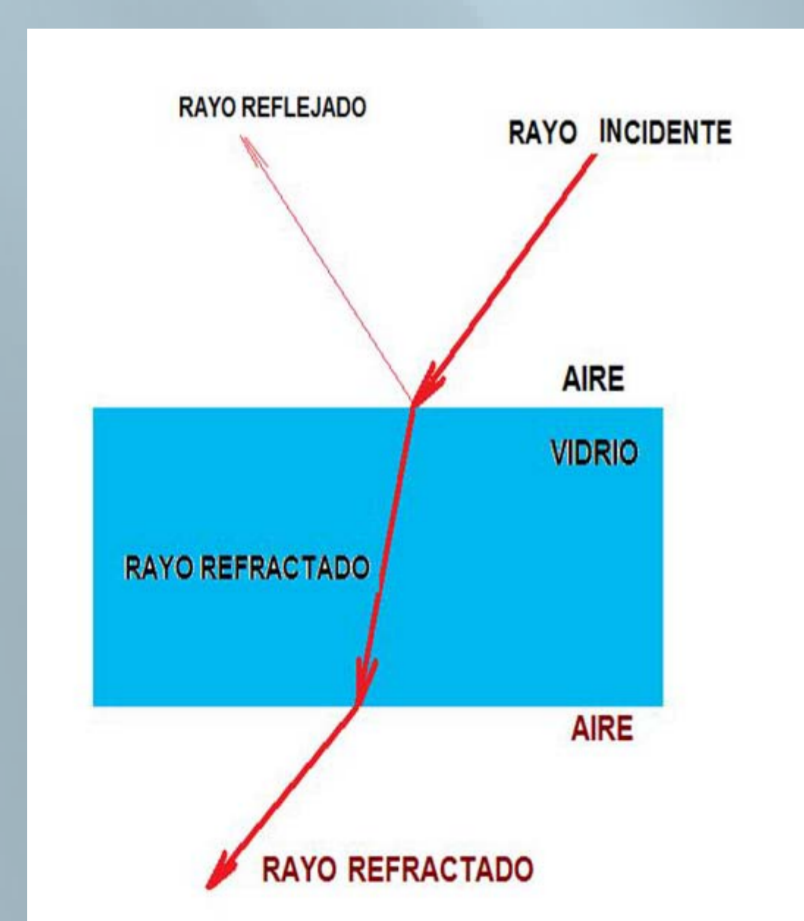 RAYO REFLEJADO
RAYO INCIDENTE
AIRE
VIDRIO
RAYO REFRACTADO
AIRE
RAYO REFRACTADO